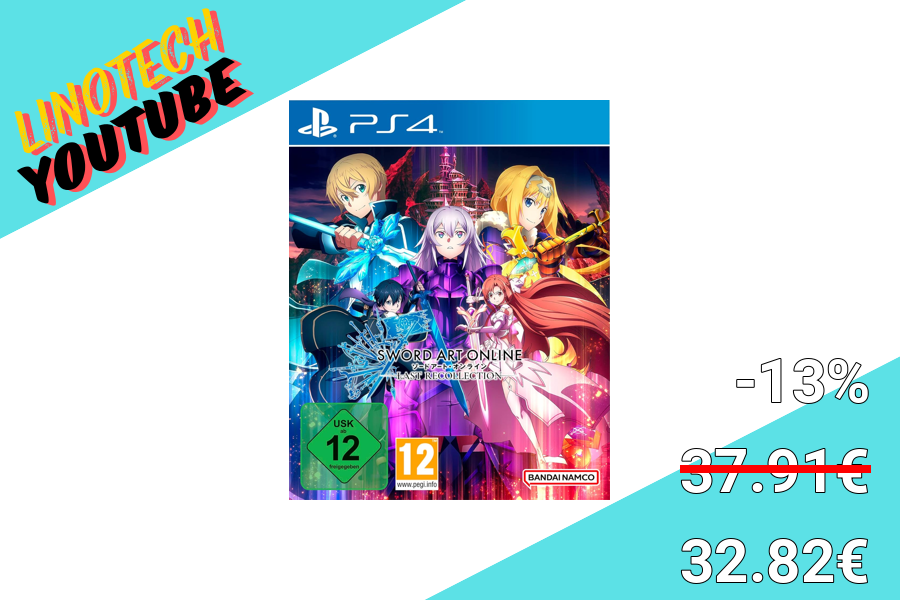 LINOTECH
YOUTUBE
PS4
SWORD ART ONLINE
ソードアート・オンライン
LAST RECOLLECTION
USK
ab
12
freigegeben
12
www.pegi.info
BANDAI NAMCO
-13%
37.91€
32.82€